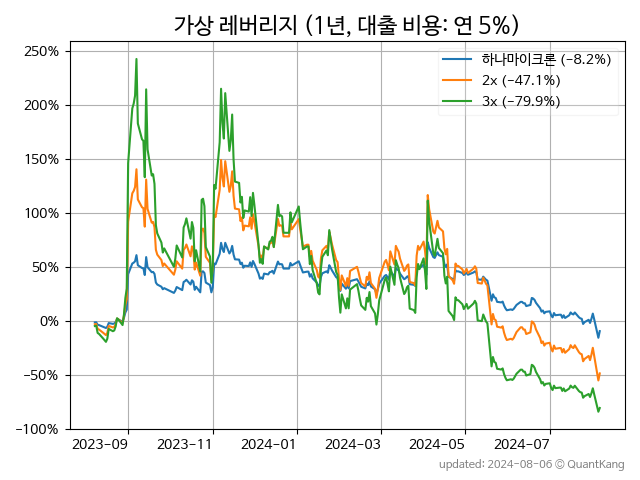 가상 레버리지 (1년, 대출 비용: 연 5%)
하나마이크론 (−8.2%)
2x (−47.1%)
3x (−79.9%)
250%
200%
150%
100%
50%
0%
−50%
−100%
2023-09 2023-11 2024-01 2024-03 2024-05 2024-07
updated: 2024-08-06 © QuantKang